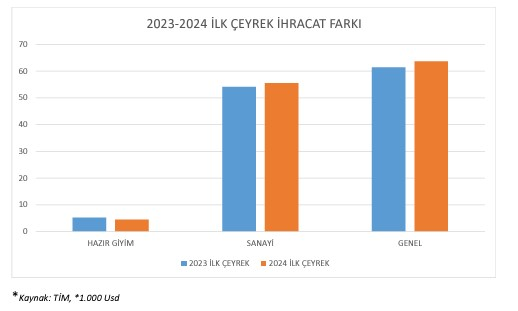 2023-2024 İLK ÇEYREK İHRACAT FARKI
70
60
50
40
30
20
10
0
HAZIR GİYİM SANAYİ GENEL
2023 İLK ÇEYREK 2024 İLK ÇEYREK
*Kaynak: TİM, *1.000 Usd